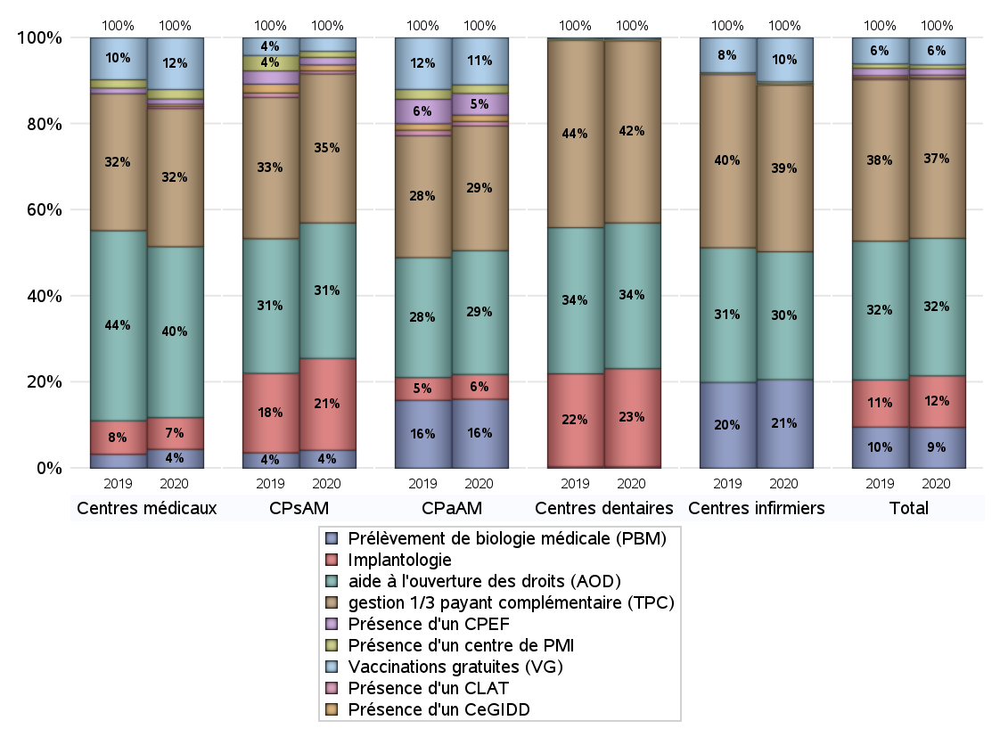 100% 100% 100% 100% 100% 100% 100% 100% 100% 100% 100% 100%
100%
80%
60%
40%
20%
0%
10% 32% 44% 8%
12% 32% 40% 7% 4%
4% 4% 33% 31% 18% 4%
35% 31% 21% 4%
12% 6% 28% 28% 5% 16%
11% 5% 29% 29% 6% 16%
44% 34% 22%
42% 34% 23%
8% 40% 31% 20%
10% 39% 30% 21%
6% 38% 32% 11% 10%
6% 37% 32% 12% 9%
2019 2020 2019 2020 2019 2020 2019 2020 2019 2020 2019 2020
Centres médicaux CPsAM CPaAM Centres dentaires Centres infirmiers Total
Prélèvement de biologie médicale (PBM)
Implantologie
aide à l'ouverture des droits (AOD)
gestion 1/3 payant complémentaire (TPC)
Présence d'un CPEF
Présence d'un centre de PMI
Vaccinations gratuites (VG)
Présence d'un CLAT
Présence d'un CeGIDD